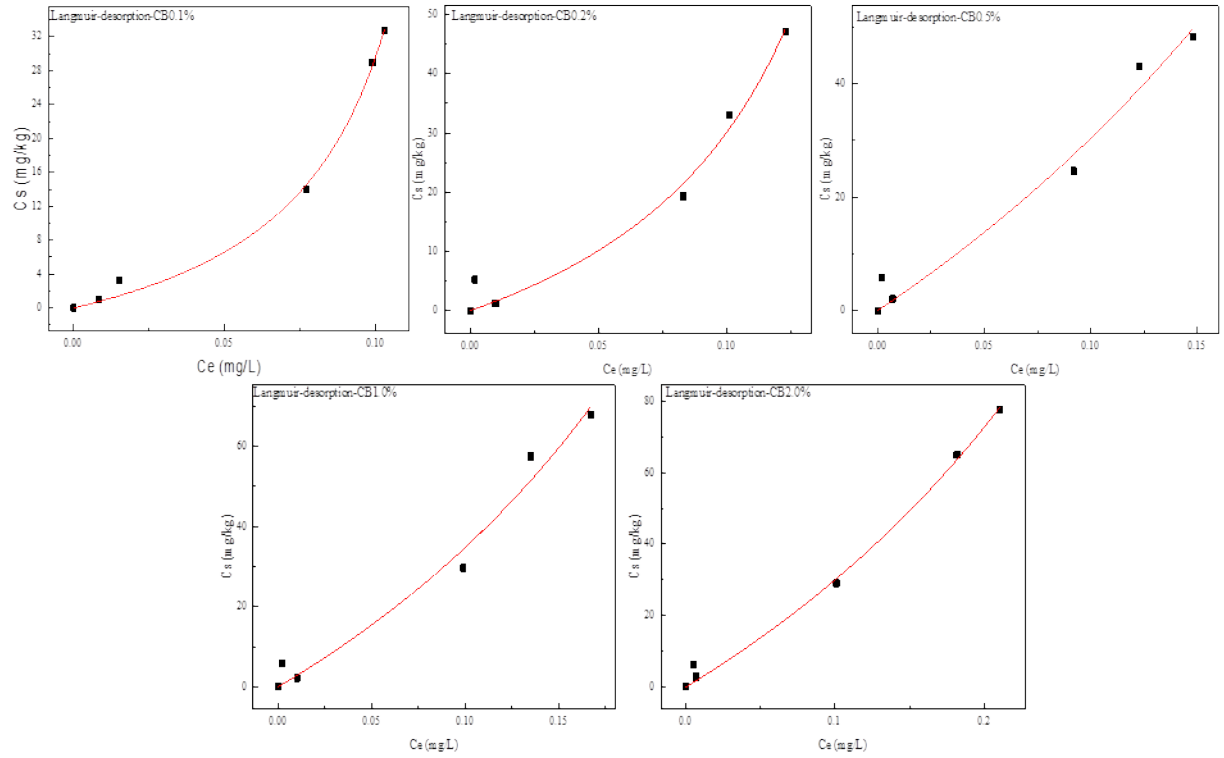 Langmuir-desorption-CB0.1%
32
28
24
20
16
12
8
4
0
Cs (mg/kg)
0.00
0.05
0.10
Ce (mg/L)
Langmuir-desorption-CB0.2%
50
40
30
20
10
0
Cs (mg/kg)
0.00
0.05
0.10
Ce (mg/L)
Langmuir-desorption-CB0.5%
40
20
0
Cs (mg/kg)
0.00
0.05
0.10
0.15
Ce (mg/L)
Langmuir-desorption-CB1.0%
60
40
20
0
Cs (mg/kg)
0.00
0.05
0.10
0.15
Ce (mg/L)
Langmuir-desorption-CB2.0%
80
60
40
20
0
Cs (mg/kg)
0.0
0.1
0.2
Ce (mg/L)